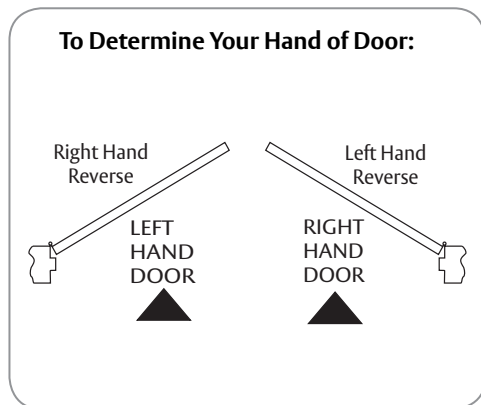 To Determine Your Hand of Door:
Right Hand
Reverse
Left Hand
Reverse
LEFT
HAND
DOOR
RIGHT
HAND
DOOR